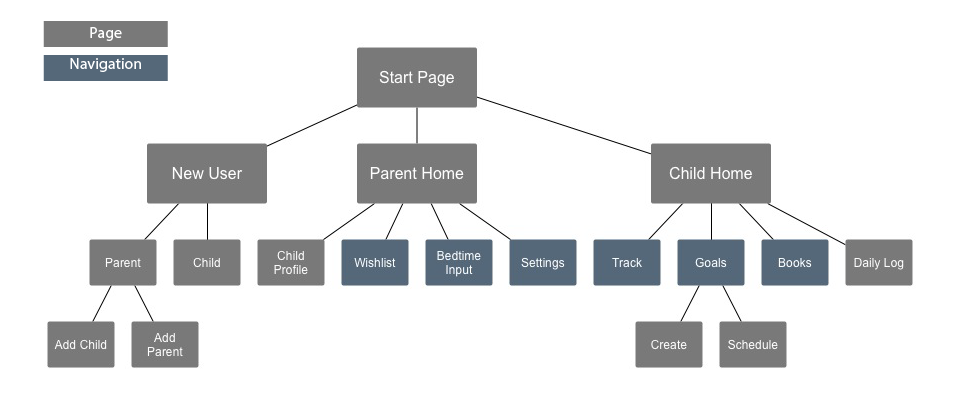 Page
Navigation
Start Page
New User
Parent Home
Child Home
Parent
Child
Child
Profile
Wishlist
Bedtime
Input
Settings
Track
Goals
Books
Daily Log
Add Child
Add
Parent
Create
Schedule